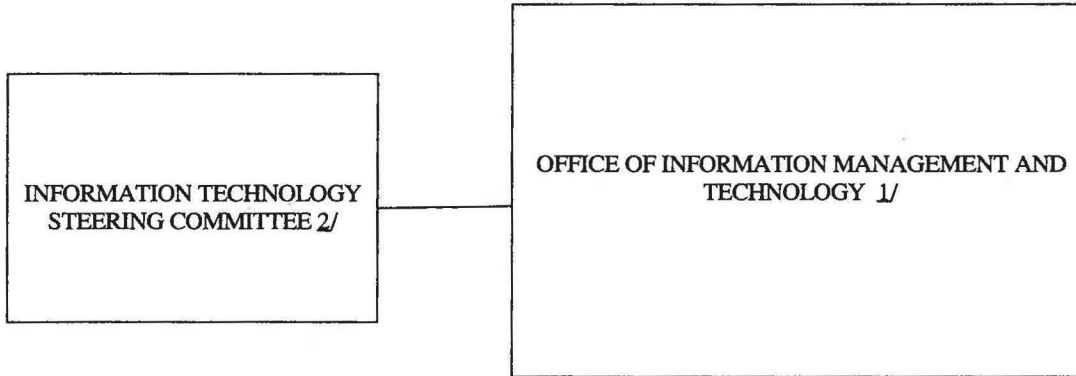 INFORMATION TECHNOLOGY
STEERING COMMITTEE 2/
OFFICE OF INFORMATION MANAGEMENT AND
TECHNOLOGY 1/